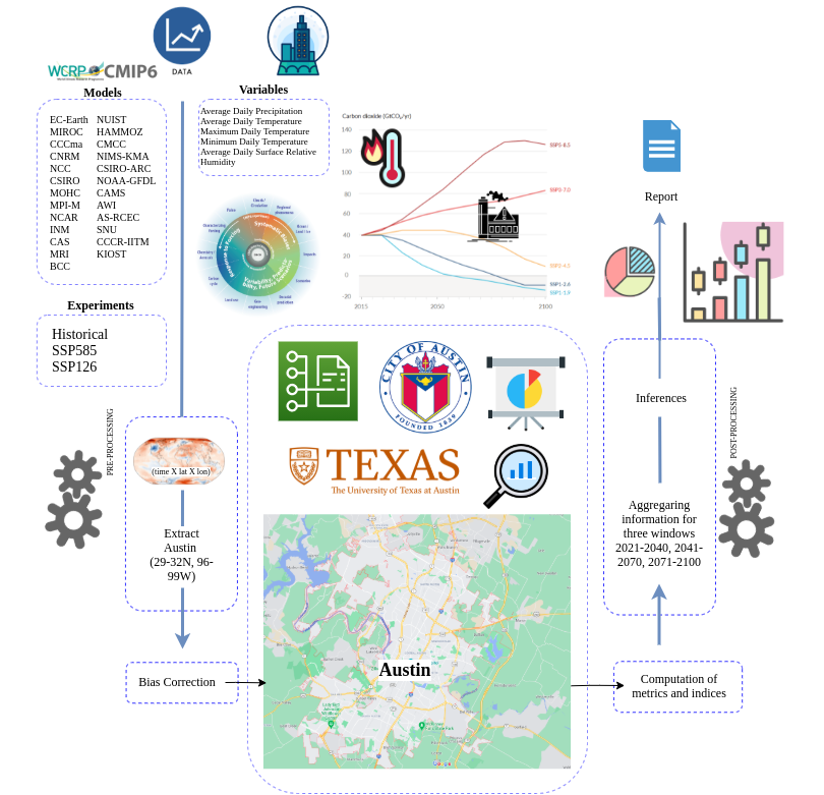 WCRP CMIP6
DATA
Models
EC-Earth NUIST
MIROC HAMMOZ
CCCma CMCC
CNRM NIMS-KMA
NCC CSIRO-ARC
CSIRO NOAA-GFDL
MOHC CAMS
MPI-M AWI
NCAR AS-RCEC
INM SNU
CAS CCCR-IITM
MRI KIOST
BCC
Experiments
Historical
SSP585
SSP126
Variables
Average Daily Precipitation
Average Daily Temperature
Maximum Daily Temperature
Minimum Daily Temperature
Average Daily Surface Relative
Humidity
Carbon dioxide (GtCO₂/yr)
140
120
100
80
60
40
20
0
-20
2015
2050
2100
SSP5-8.5
SSP3-7.0
SSP2-4.5
SSP1-2.6
SSP1-1.9
PRE-PROCESSING
(time X lat X lon)
Extract
Austin
(29-32N, 96-
99W)
Bias Correction
CITY OF AUSTIN
FOUNDED 1839
TEXAS
The University of Texas at Austin
Austin
Report
Inferences
POST-PROCESSING
Aggregaring
information for
three windows
2021-2040, 2041-
2070, 2071-2100
Computation of
metrics and indices